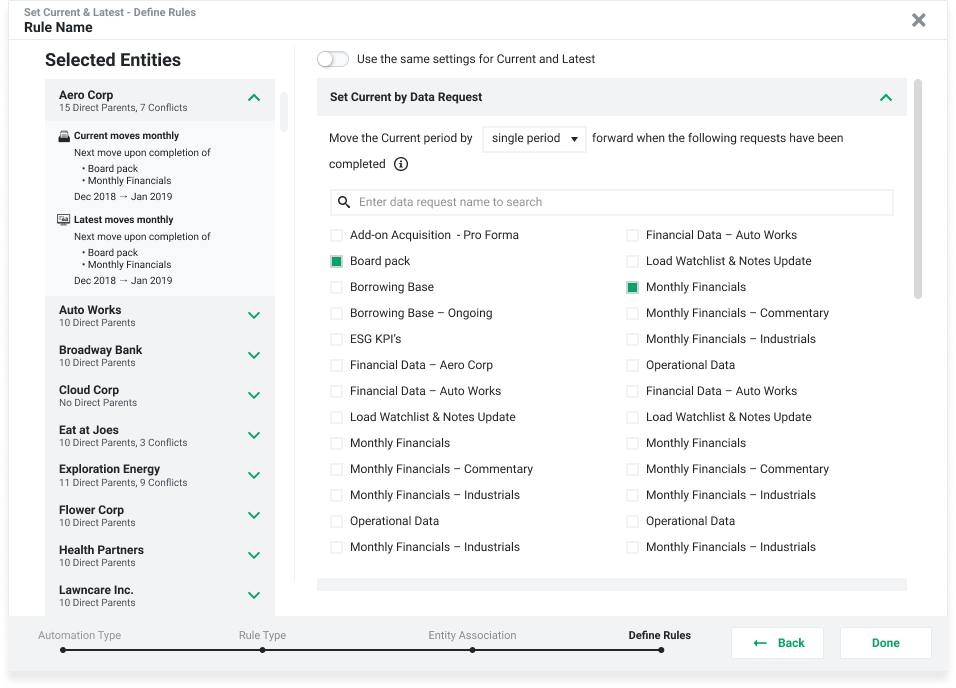 Set Current & Latest - Define Rules
Rule Name
Selected Entities
Aero Corp
15 Direct Parents, 7 Conflicts
Current moves monthly
Next move upon completion of
• Board pack
• Monthly Financials
Dec 2018 → Jan 2019
Latest moves monthly
Next move upon completion of
• Board pack
• Monthly Financials
Dec 2018 → Jan 2019
Auto Works
10 Direct Parents
Broadway Bank
10 Direct Parents
Cloud Corp
No Direct Parents
Eat at Joes
10 Direct Parents, 3 Conflicts
Exploration Energy
11 Direct Parents, 9 Conflicts
Flower Corp
10 Direct Parents
Health Partners
10 Direct Parents
Lawncare Inc.
10 Direct Parents
Use the same settings for Current and Latest
Set Current by Data Request
Move the Current period by single period forward when the following requests have been
completed
Enter data request name to search
Add-on Acquisition - Pro Forma
Board pack
Borrowing Base
Borrowing Base – Ongoing
ESG KPI's
Financial Data – Aero Corp
Financial Data – Auto Works
Load Watchlist & Notes Update
Monthly Financials
Monthly Financials – Commentary
Monthly Financials – Industrials
Operational Data
Monthly Financials – Industrials
Financial Data – Auto Works
Load Watchlist & Notes Update
Monthly Financials
Monthly Financials – Commentary
Monthly Financials – Industrials
Operational Data
Financial Data – Auto Works
Load Watchlist & Notes Update
Monthly Financials
Monthly Financials – Commentary
Monthly Financials – Industrials
Operational Data
Monthly Financials – Industrials
Automation Type
Rule Type
Entity Association
Define Rules
← Back
Done